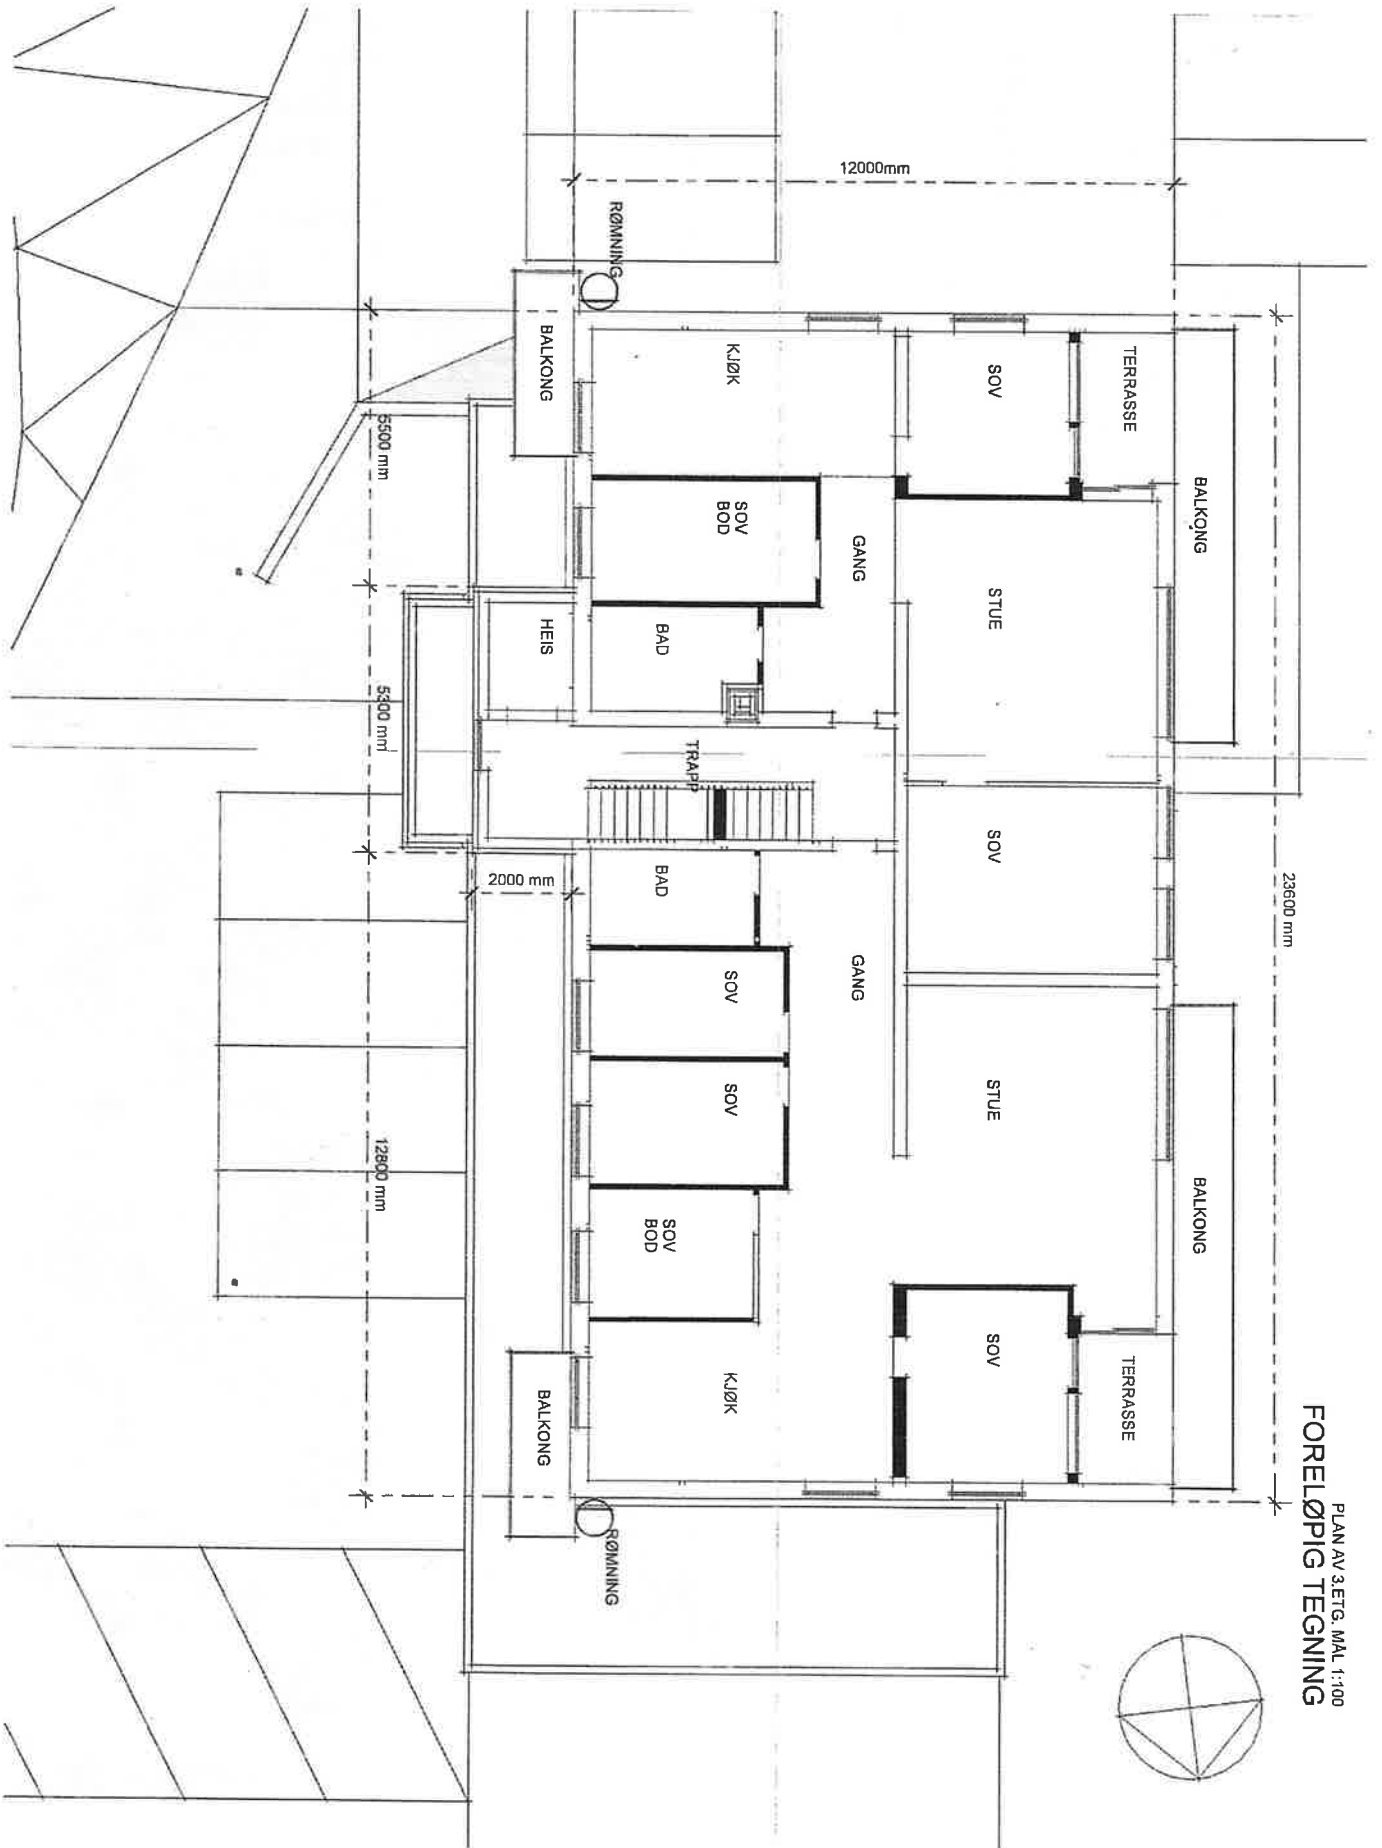 PLAN AV 3.ETG. MÅL 1:100
FORELØPIG TEGNING
23600 mm
BALKONG
BALKONG
TERRASSE
TERRASSE
SOV
STUE
SOV
STUE
SOV
12000mm
GANG
GANG
KJØK
SOV
BOD
BAD
TRAPP
BAD
SOV
SOV
SOV
BOD
KJØK
RØMNING
RØMNING
BALKONG
HEIS
2000 mm
BALKONG
5500 mm
5300 mm
12800 mm